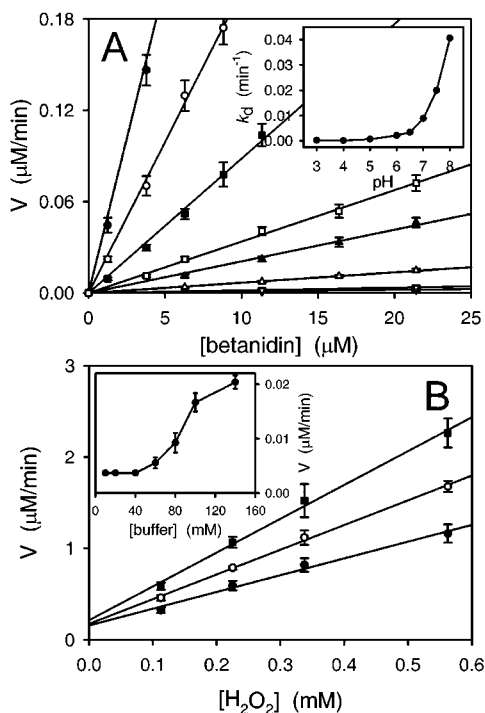 A
V (μM/min)
0.18
0.12
0.06
0.00
0 5 10 15 20 25
[betanidin] (μM)
k_d (min⁻¹)
0.04
0.03
0.02
0.01
0.00
3 4 5 6 7 8
pH
B
V (μM/min)
3
2
1
0
0.0 0.1 0.2 0.3 0.4 0.5 0.6
[H₂O₂] (mM)
0.02
0.01
0.00
V (μM/min)
0 40 80 120 160
[buffer] (mM)